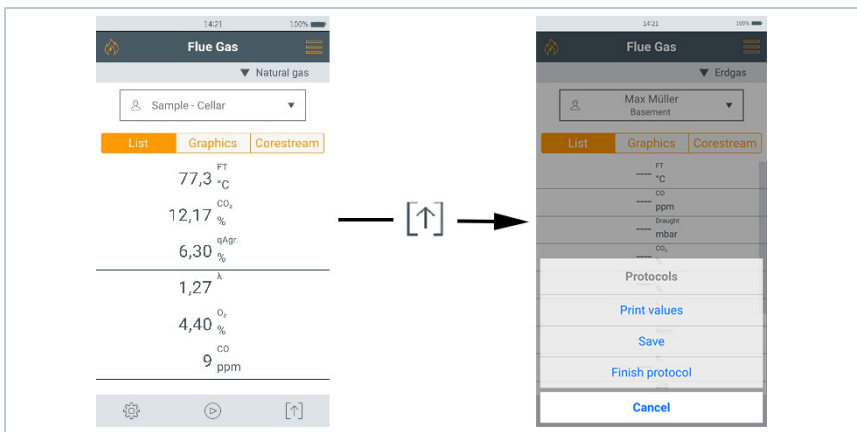 14:21 100%
Flue Gas
▼ Natural gas
Sample - Cellar ▼
List Graphics Corestream
77,3 FT °C
12,17 CO₂ %
6,30 qAgr. %
1,27 λ
4,40 O₂ %
9 CO ppm
[↑]
[↑]
14:21 100%
Flue Gas
▼ Erdgas
Max Müller ▼
Basement
List Graphics Corestream
---- FT °C
---- CO ppm
---- Draught mbar
---- CO₂
Protocols
Print values
Save
Finish protocol
Cancel